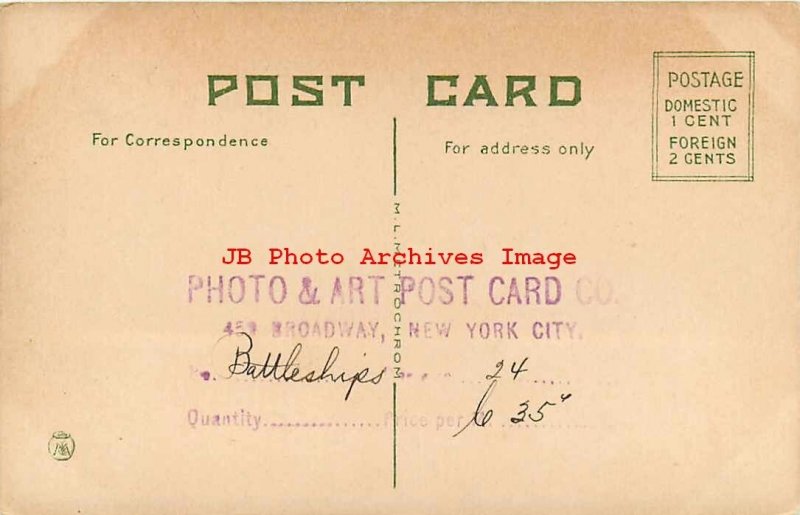 POST CARD
POSTAGE
DOMESTIC
1 CENT
FOREIGN
2 CENTS
For Correspondence
For address only
M.L. METROCHROM
JB Photo Archives Image
PHOTO & ART POST CARD CO.
BROADWAY, NEW YORK CITY.
Battleships 24
Quantity............Price per
35